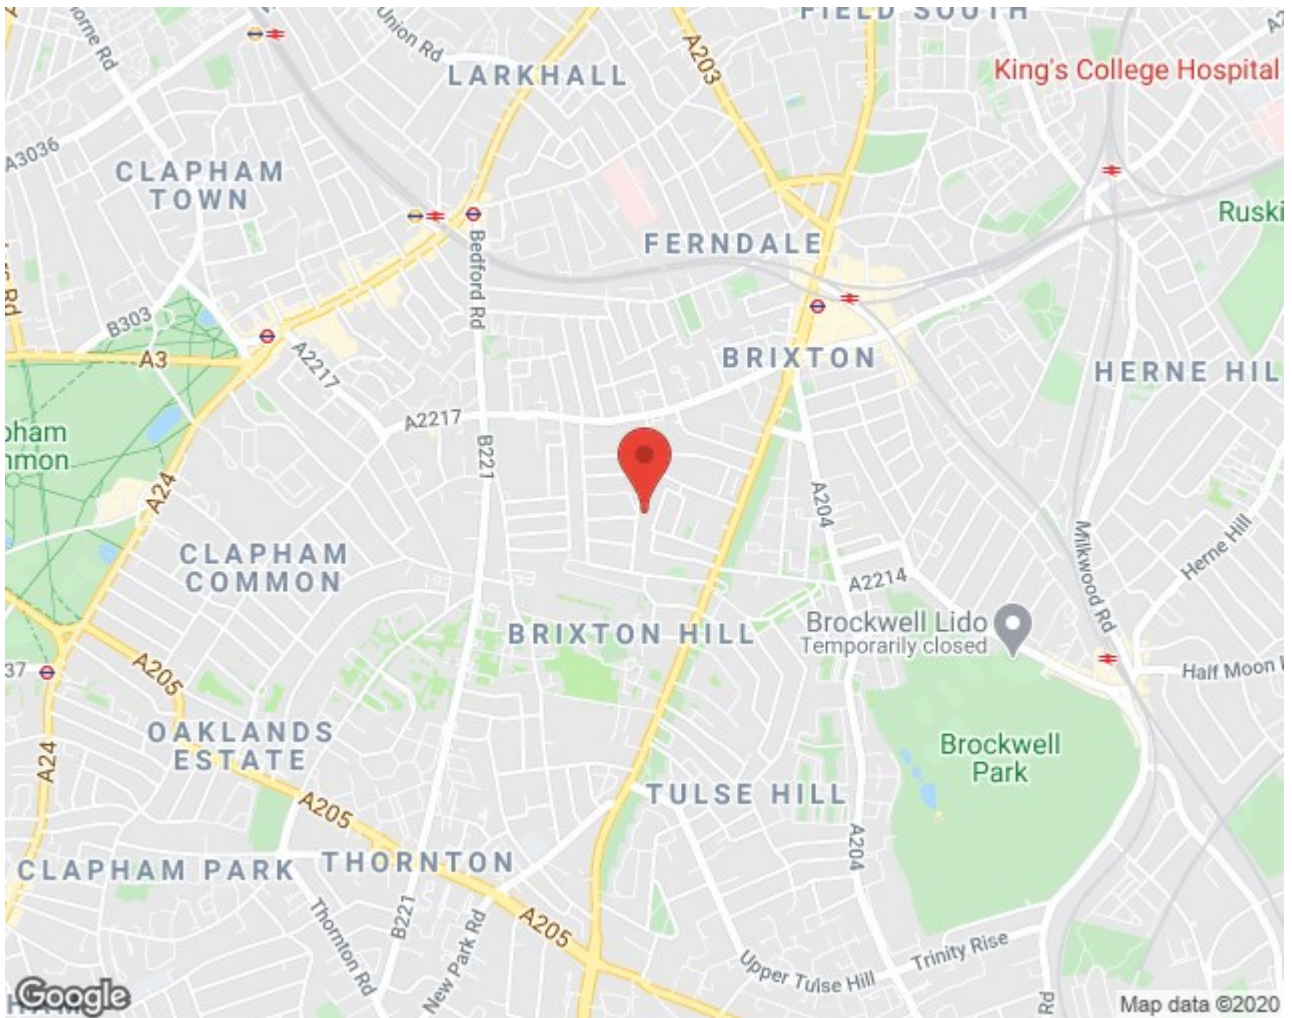 FIELD SOUTH
Union Rd
LARKHALL
A203
King's College Hospital
A3036
CLAPHAM
TOWN
Bedford Rd
FERNDALE
B303
A3
A2217
BRIXTON
A2217
B221
A24
CLAPHAM
COMMON
A204
A2214
Milkwood Rd
Herne Hill
BRIXTON HILL
Brockwell Lido
Temporarily closed
Half Moon
A205
OAKLANDS
ESTATE
A24
Brockwell
Park
TULSE HILL
A205
A204
CLAPHAM PARK
THORNTON
Thornton Rd
B221
New Park Rd
A205
Upper Tulse Hill
Trinity Rise
Rd
Google
Map data ©2020